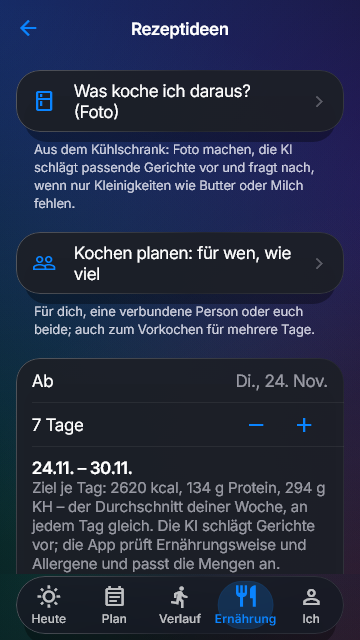 Rezeptideen
Was koche ich daraus?
(Foto)
Aus dem Kühlschrank: Foto machen, die KI
schlägt passende Gerichte vor und fragt nach,
wenn nur Kleinigkeiten wie Butter oder Milch
fehlen.
Kochen planen: für wen, wie
viel
Für dich, eine verbundene Person oder euch
beide; auch zum Vorkochen für mehrere Tage.
Ab Di., 24. Nov.
7 Tage − +
24.11. – 30.11.
Ziel je Tag: 2620 kcal, 134 g Protein, 294 g
KH – der Durchschnitt deiner Woche, an
jedem Tag gleich. Die KI schlägt Gerichte
vor; die App prüft Ernährungsweise und
Allergene und passt die Mengen an.
Heute Plan Verlauf Ernährung Ich